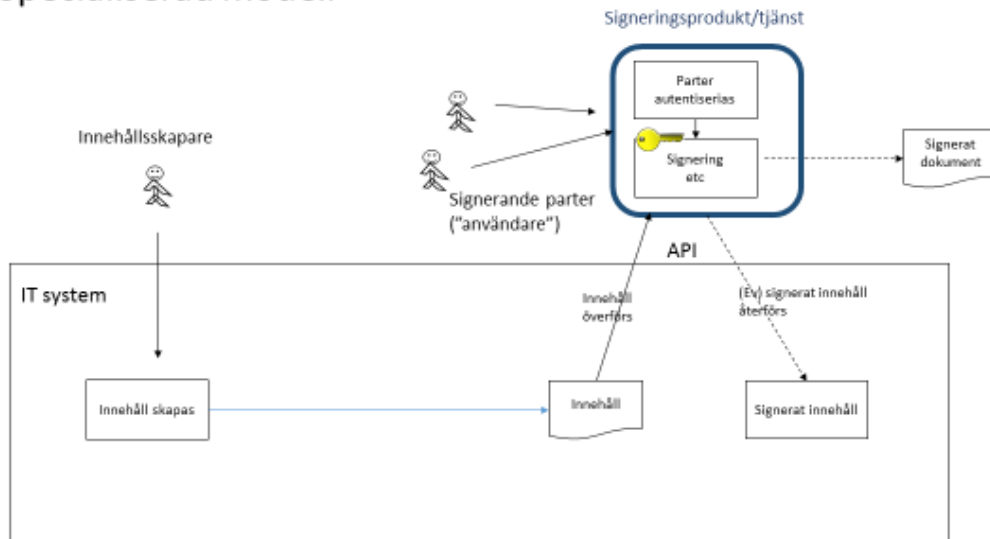 Signeringsprodukt/tjänst
Parter
autentiserias
Innehållsskapare
Signering
etc
Signerat
dokument
Signerande parter
("användare")
API
IT system
Innehåll
överförs
(Ev) signerat innehåll
återförs
Innehåll skapas
Innehåll
Signerat innehåll